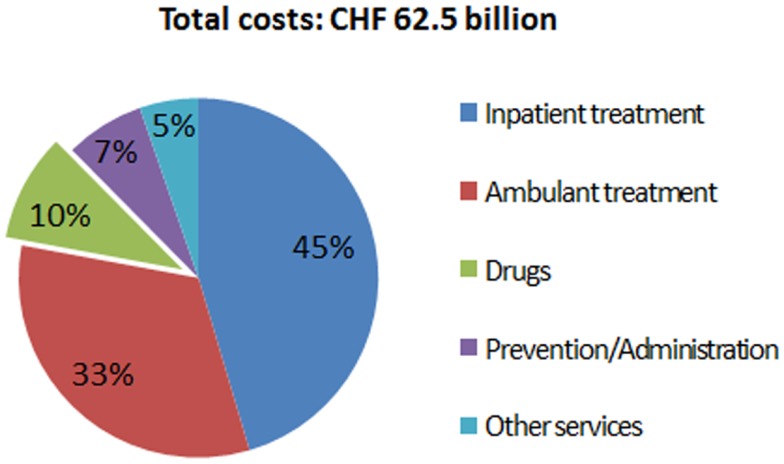 Total costs: CHF 62.5 billion
5%
7%
10%
45%
33%
Inpatient treatment
Ambulant treatment
Drugs
Prevention/Administration
Other services